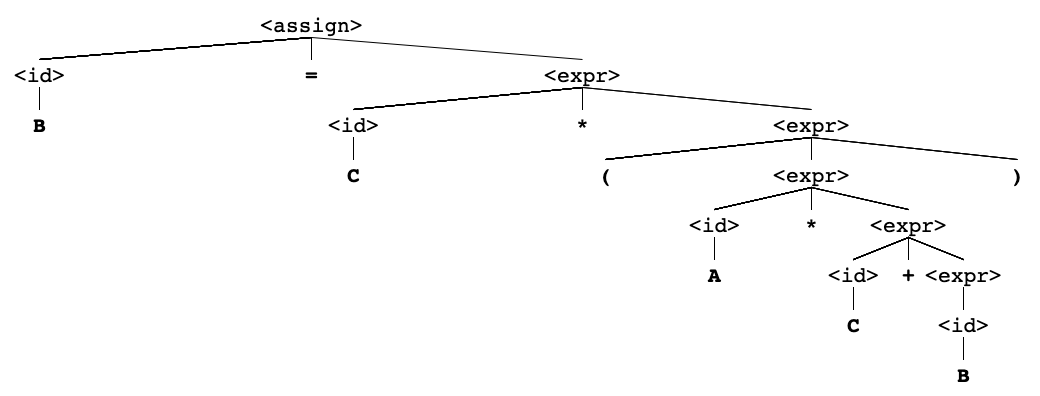 <assign>
<id> = <expr>
B <id> * <expr>
C ( <expr> )
<id> * <expr>
A <id> + <expr>
C <id>
B